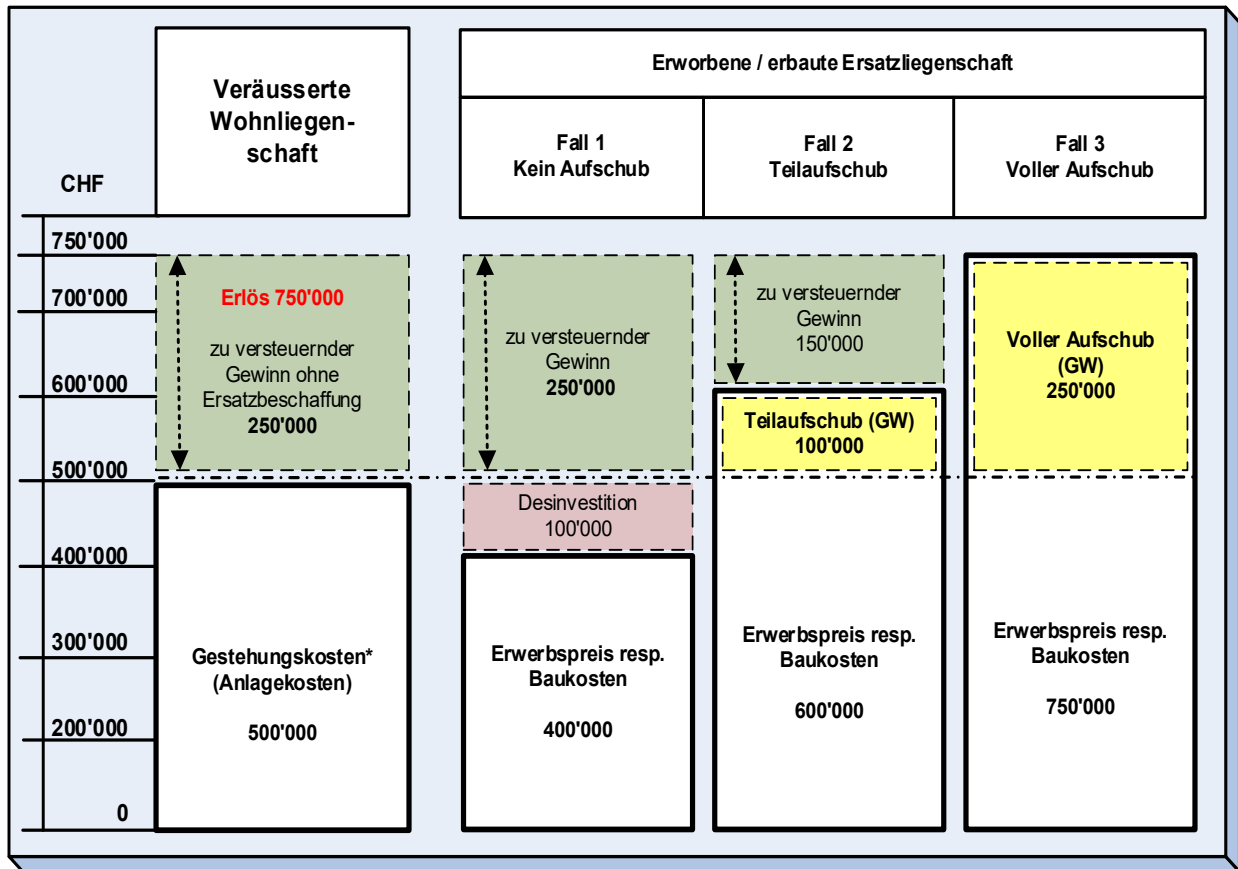 Veräusserte
Wohnliegen-
schaft
Erworbene / erbaute Ersatzliegenschaft
Fall 1
Kein Aufschub
Fall 2
Teilaufschub
Fall 3
Voller Aufschub
CHF
750'000
700'000
600'000
500'000
400'000
300'000
200'000
0
Erlös 750'000
zu versteuernder
Gewinn ohne
Ersatzbeschaffung
250'000
Gestehungskosten*
(Anlagekosten)
500'000
zu versteuernder
Gewinn
250'000
Desinvestition
100'000
Erwerbspreis resp.
Baukosten
400'000
zu versteuernder
Gewinn
150'000
Teilaufschub (GW)
100'000
Erwerbspreis resp.
Baukosten
600'000
Voller Aufschub
(GW)
250'000
Erwerbspreis resp.
Baukosten
750'000